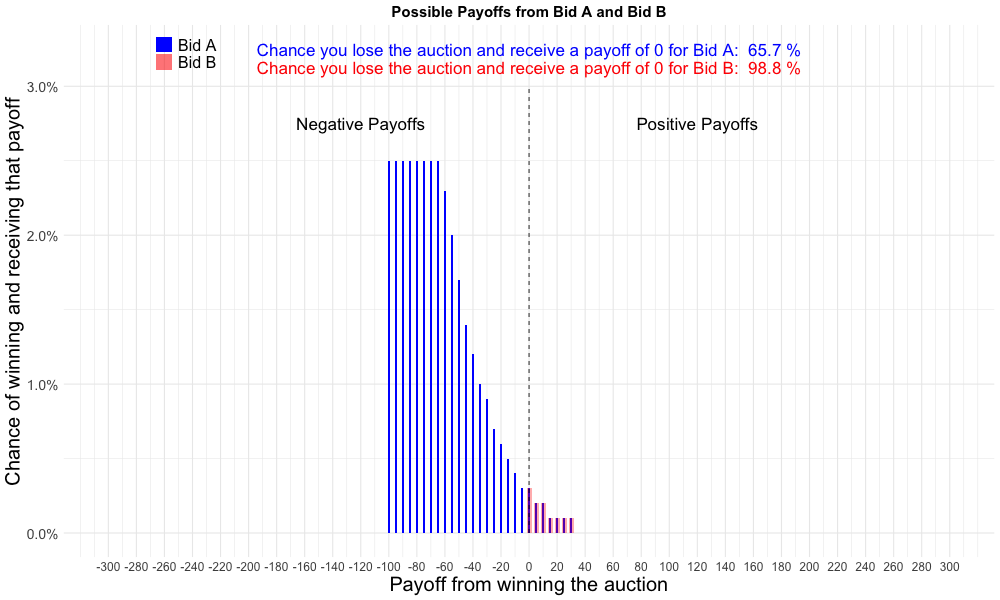 Possible Payoffs from Bid A and Bid B
Bid A
Bid B
Chance you lose the auction and receive a payoff of 0 for Bid A:  65.7 %
Chance you lose the auction and receive a payoff of 0 for Bid B:  98.8 %
Negative Payoffs
Positive Payoffs
Chance of winning and receiving that payoff
3.0%
2.0%
1.0%
0.0%
-300 -280 -260 -240 -220 -200 -180 -160 -140 -120 -100 -80 -60 -40 -20 0 20 40 60 80 100 120 140 160 180 200 220 240 260 280 300
Payoff from winning the auction